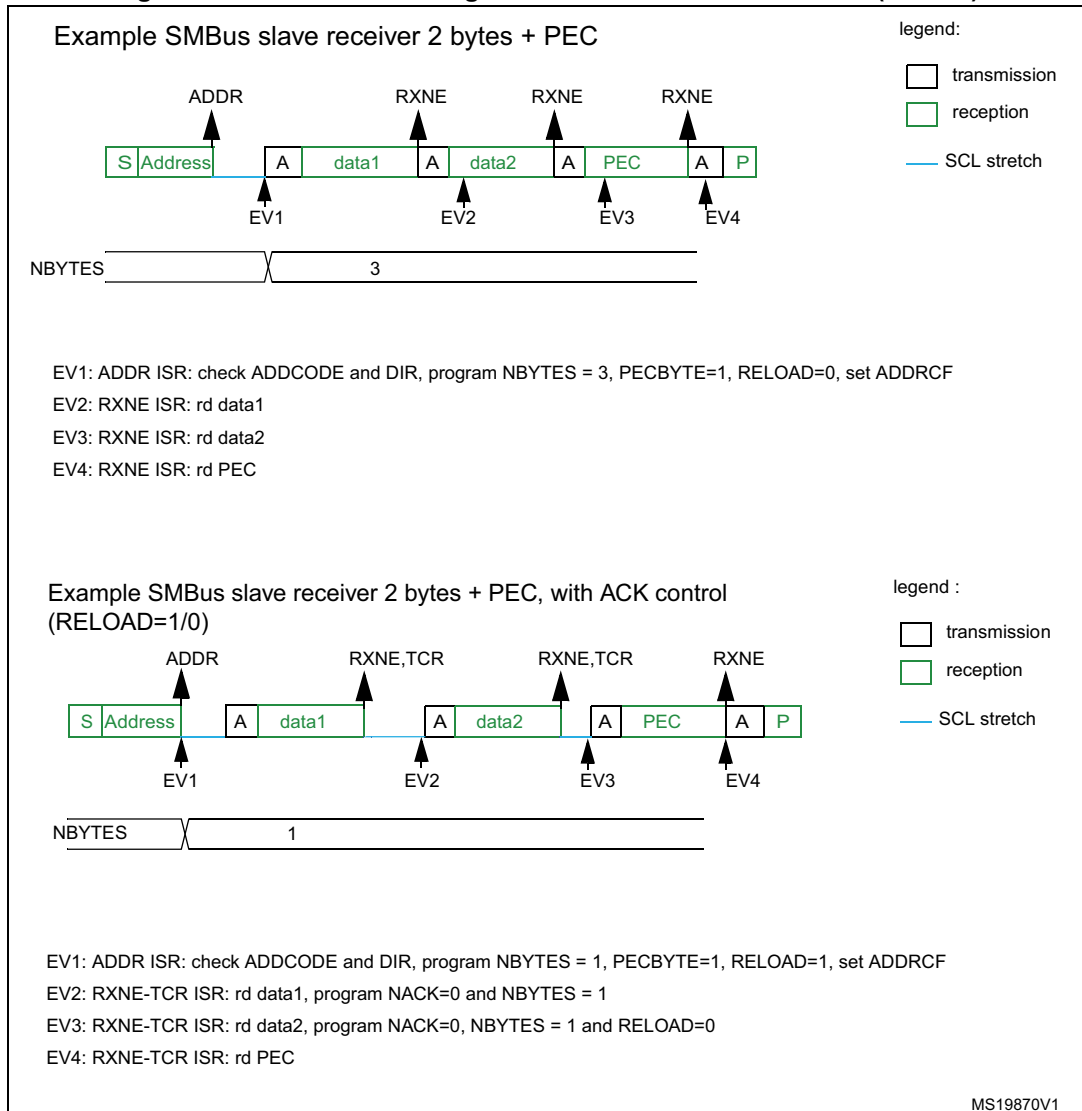 Example SMBus slave receiver 2 bytes + PEC
legend:
transmission
reception
SCL stretch
ADDR RXNE RXNE RXNE
S Address A data1 A data2 A PEC A P
EV1 EV2 EV3 EV4
NBYTES 3
EV1: ADDR ISR: check ADDCODE and DIR, program NBYTES = 3, PECBYTE=1, RELOAD=0, set ADDRCF
EV2: RXNE ISR: rd data1
EV3: RXNE ISR: rd data2
EV4: RXNE ISR: rd PEC
Example SMBus slave receiver 2 bytes + PEC, with ACK control
(RELOAD=1/0)
legend :
transmission
reception
SCL stretch
ADDR RXNE,TCR RXNE,TCR RXNE
S Address A data1 A data2 A PEC A P
EV1 EV2 EV3 EV4
NBYTES 1
EV1: ADDR ISR: check ADDCODE and DIR, program NBYTES = 1, PECBYTE=1, RELOAD=1, set ADDRCF
EV2: RXNE-TCR ISR: rd data1, program NACK=0 and NBYTES = 1
EV3: RXNE-TCR ISR: rd data2, program NACK=0, NBYTES = 1 and RELOAD=0
EV4: RXNE-TCR ISR: rd PEC
MS19870V1